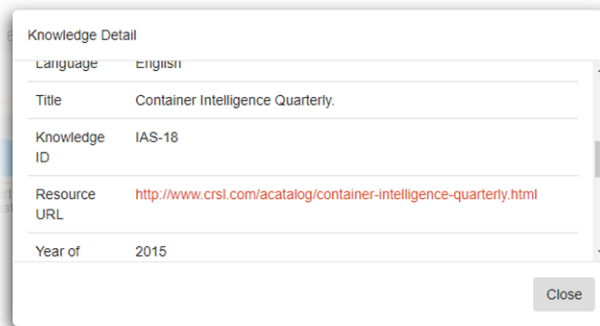 Knowledge Detail
Language English
Title Container Intelligence Quarterly.
Knowledge IAS-18
ID
Resource http://www.crsl.com/acatalog/container-intelligence-quarterly.html
URL
Year of 2015
Close